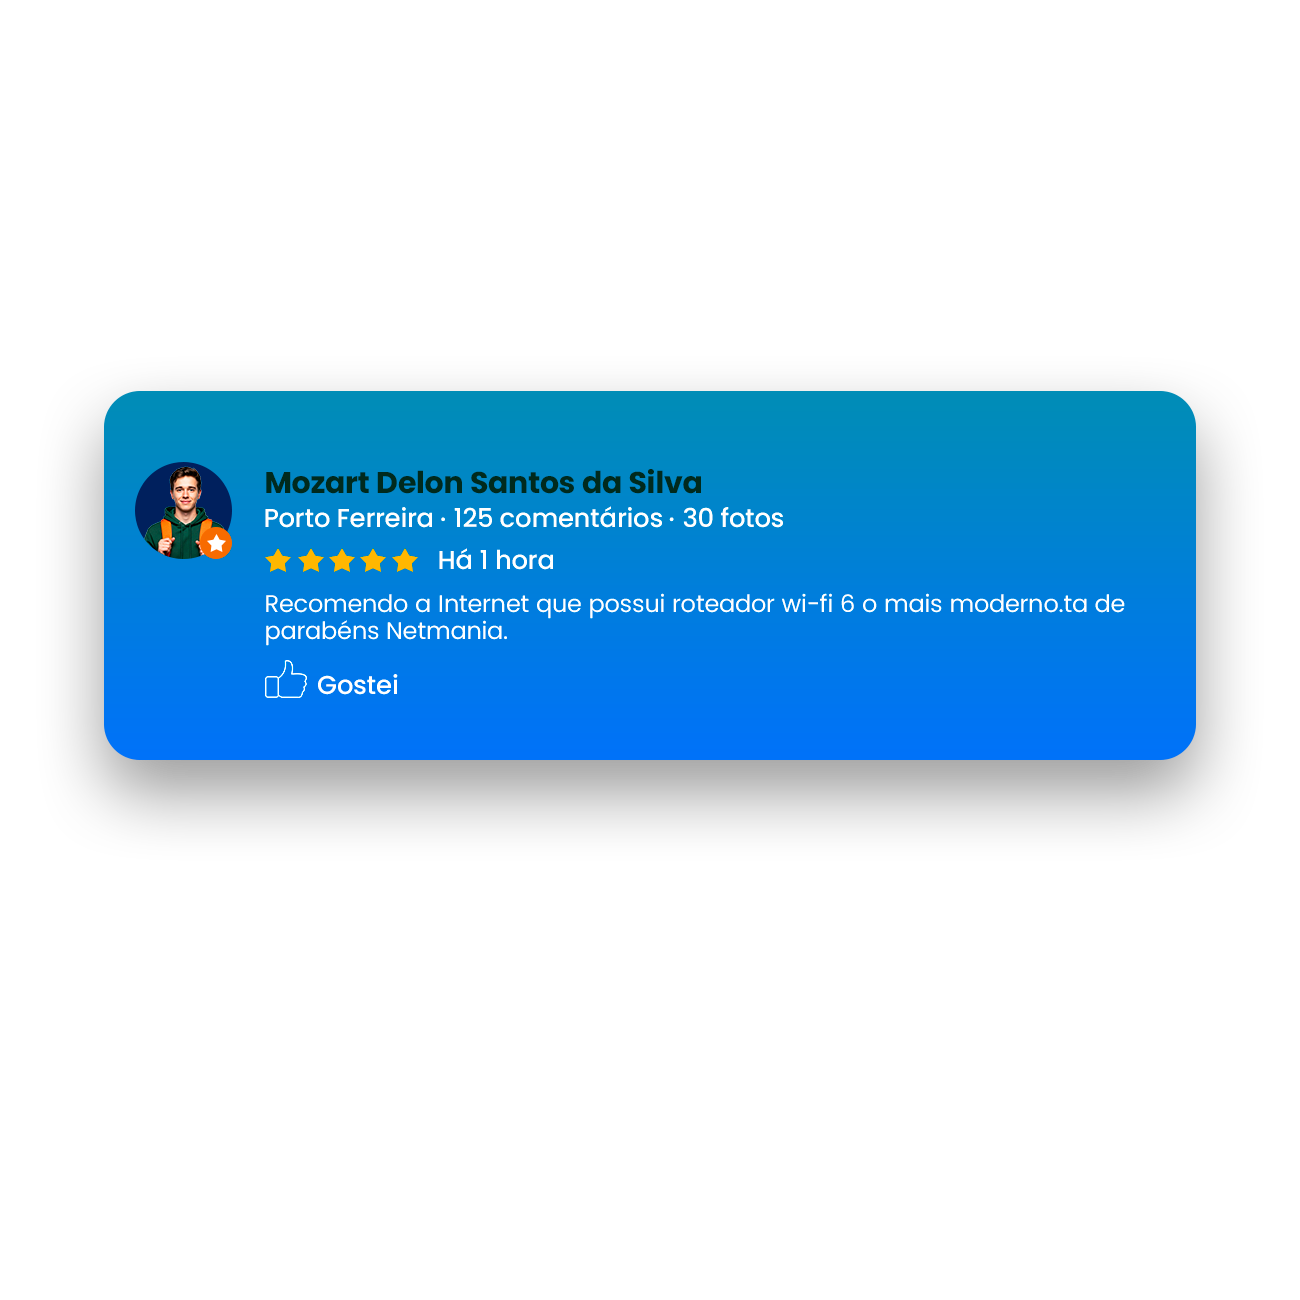 Mozart Delon Santos da Silva
Porto Ferreira · 125 comentários · 30 fotos
Há 1 hora
Recomendo a Internet que possui roteador wi-fi 6 o mais moderno.ta de
parabéns Netmania.
Gostei